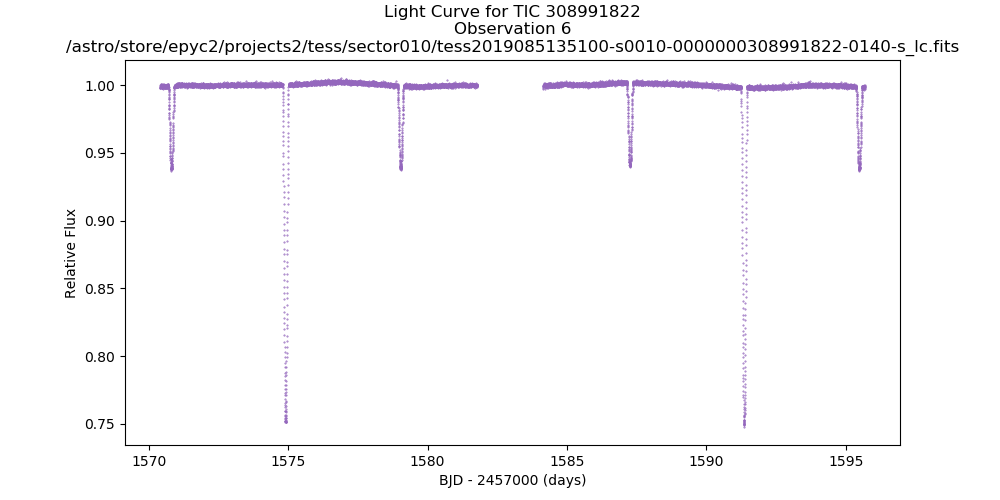 Light Curve for TIC 308991822
Observation 6
/astro/store/epyc2/projects2/tess/sector010/tess2019085135100-s0010-0000000308991822-0140-s_lc.fits
1.00
0.95
0.90
0.85
0.80
0.75
Relative Flux
1570 1575 1580 1585 1590 1595
BJD - 2457000 (days)